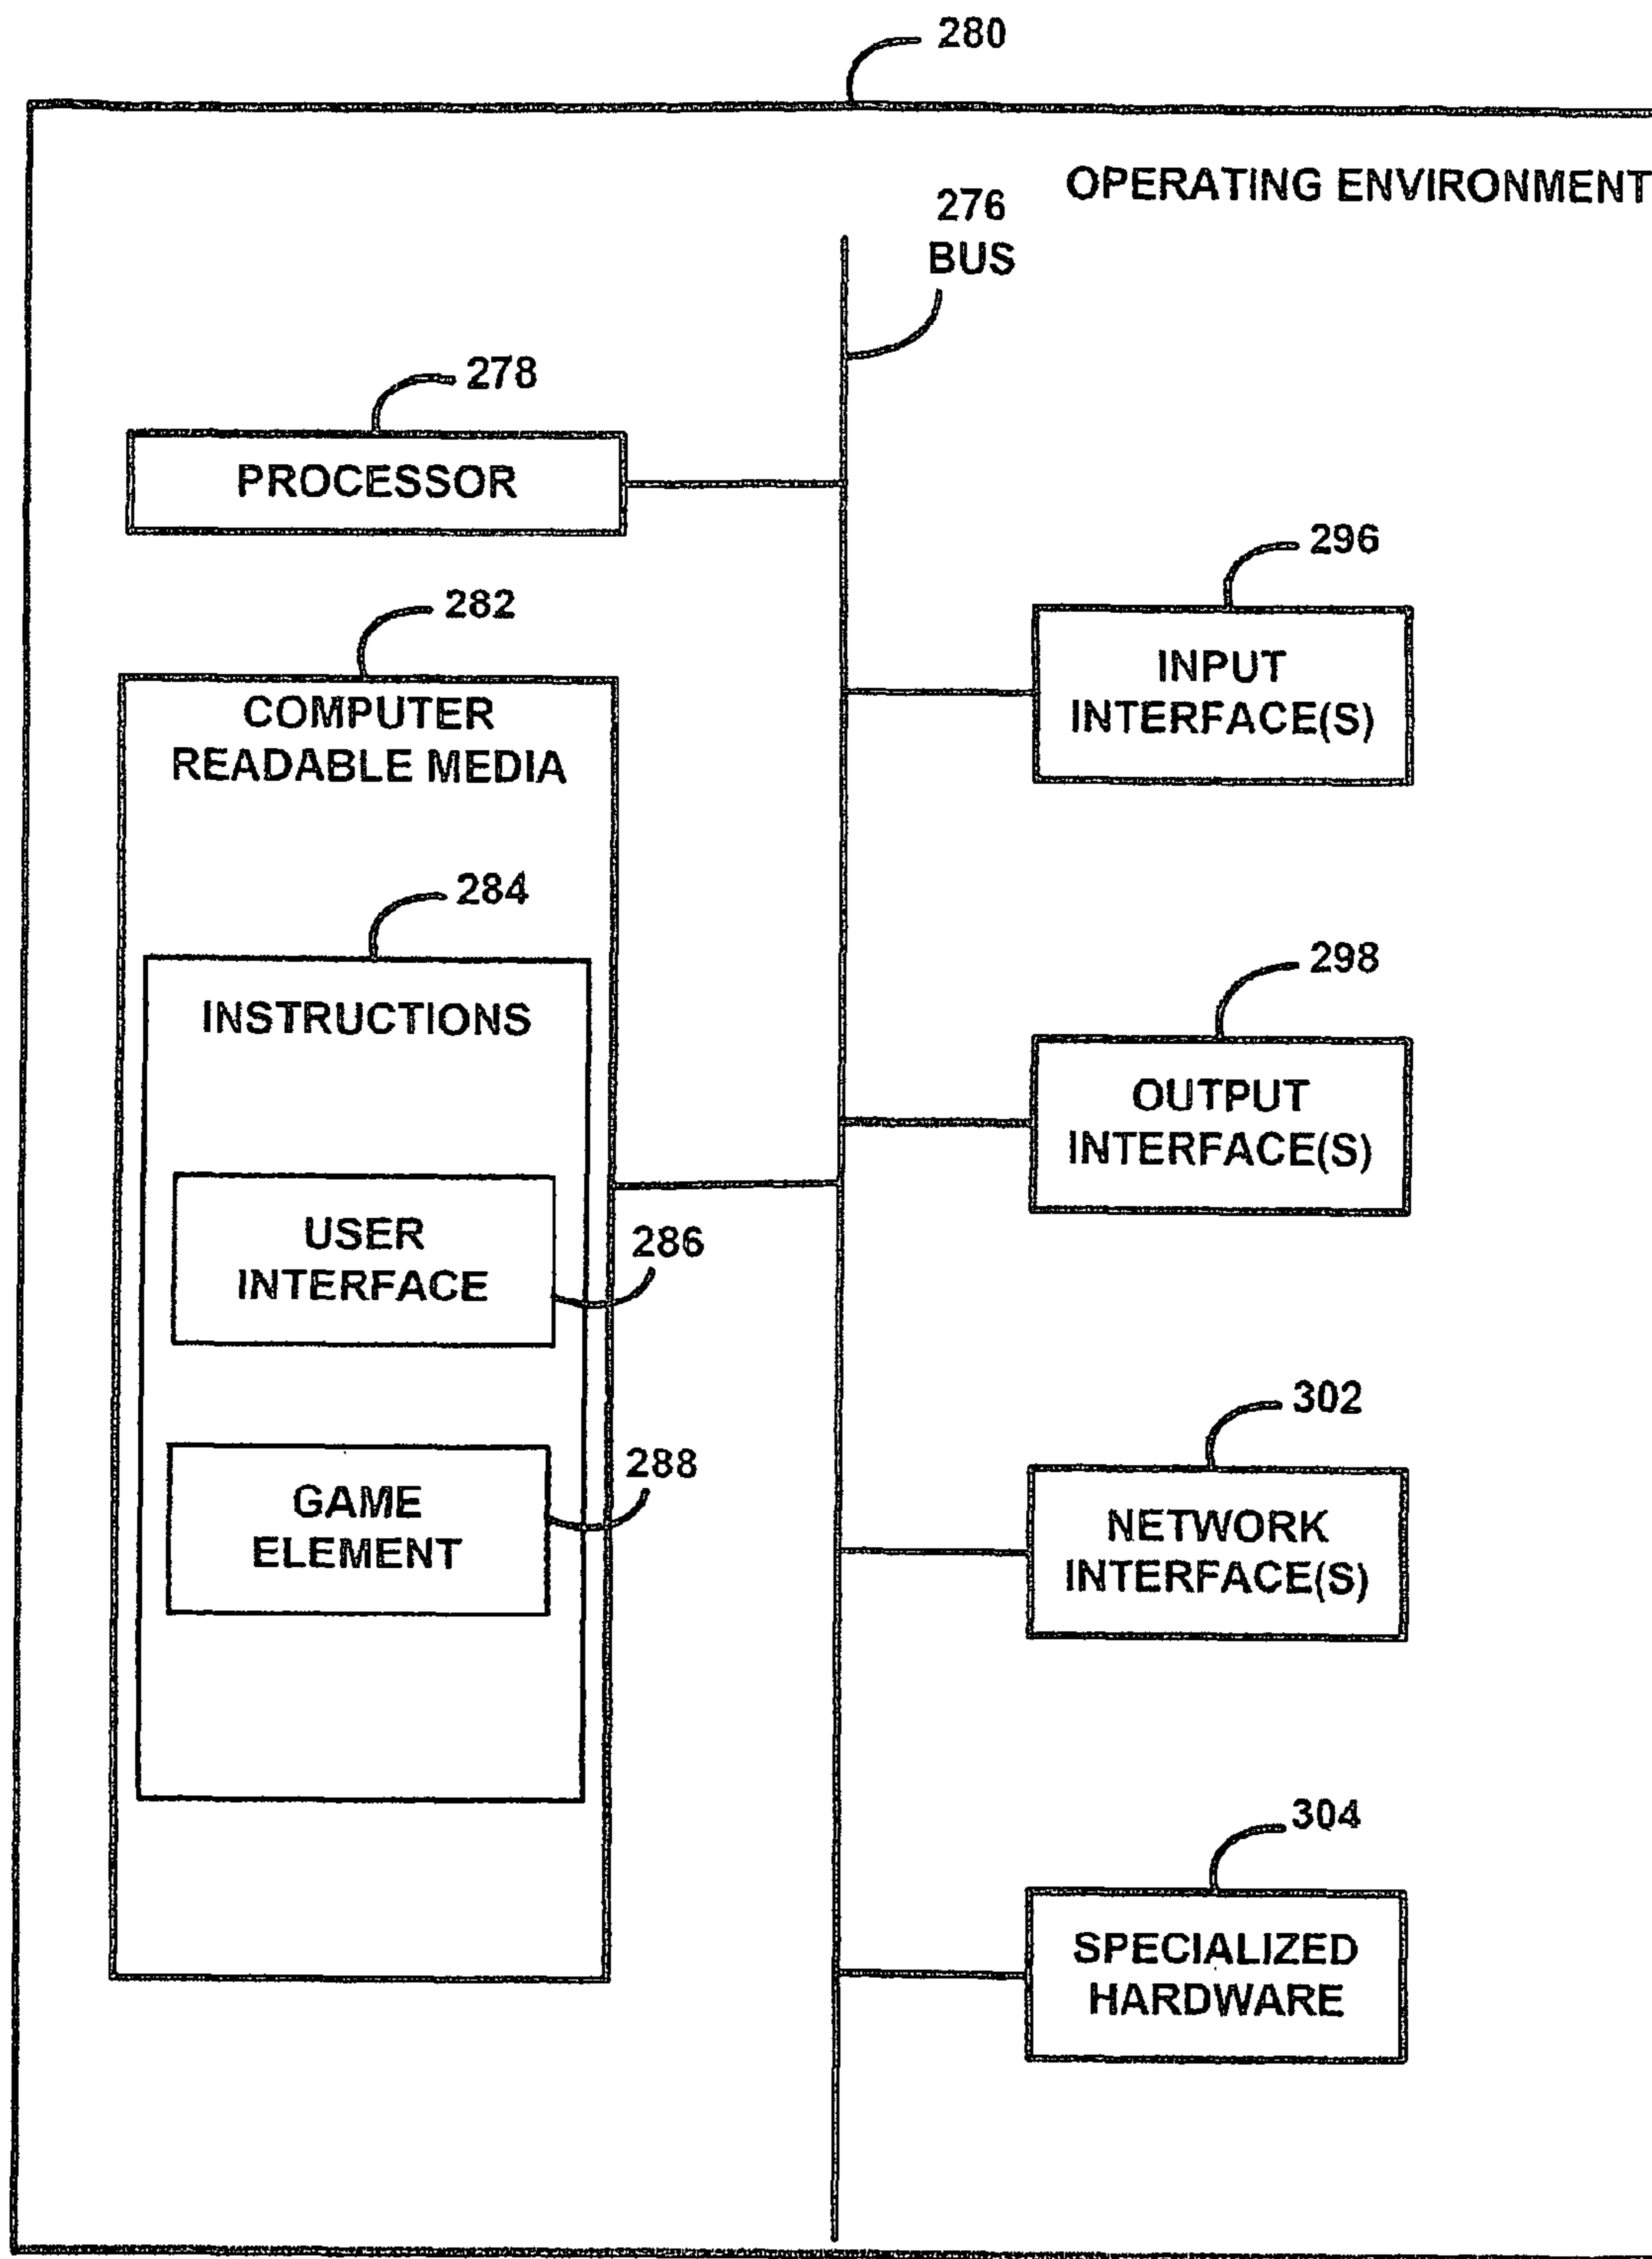 280
OPERATING ENVIRONMENT
276
BUS
278
PROCESSOR
296
INPUT
INTERFACE(S)
282
COMPUTER
READABLE MEDIA
284
INSTRUCTIONS
298
OUTPUT
INTERFACE(S)
USER
INTERFACE
286
GAME
ELEMENT
288
302
NETWORK
INTERFACE(S)
304
SPECIALIZED
HARDWARE